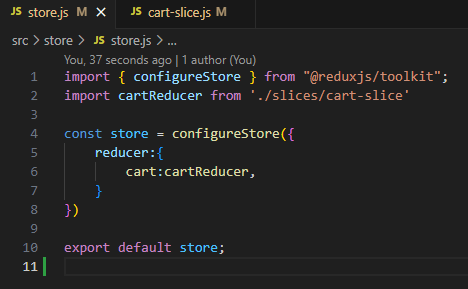 JS store.js M × JS cart-slice.js M
src > store > JS store.js > ...
You, 37 seconds ago | 1 author (You)
1 import { configureStore } from "@reduxjs/toolkit";
2 import cartReducer from './slices/cart-slice'
3
4 const store = configureStore({
5     reducer:{
6         cart:cartReducer,
7     }
8 })
9
10 export default store;
11